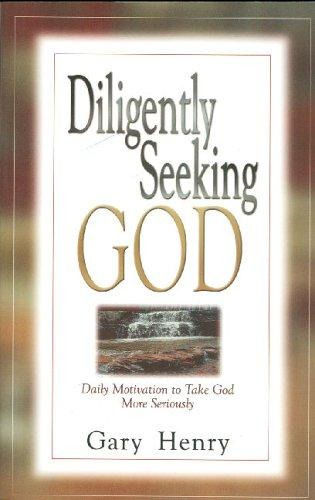 Diligently
Seeking
GOD
Daily Motivation to Take God
More Seriously
Gary Henry